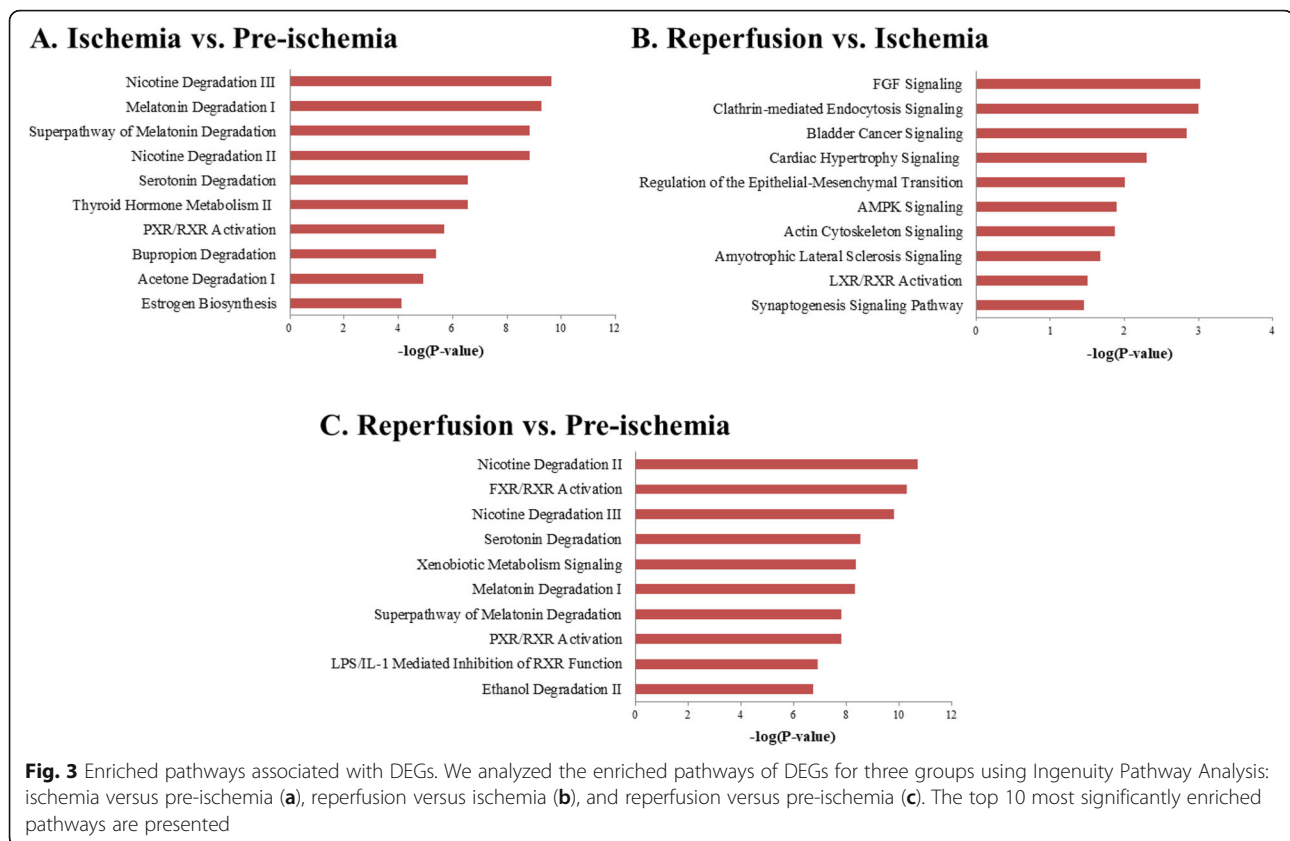 A. Ischemia vs. Pre-ischemia
Nicotine Degradation III
Melatonin Degradation I
Superpathway of Melatonin Degradation
Nicotine Degradation II
Serotonin Degradation
Thyroid Hormone Metabolism II
PXR/RXR Activation
Bupropion Degradation
Acetone Degradation I
Estrogen Biosynthesis
0 2 4 6 8 10 12
-log(P-value)
B. Reperfusion vs. Ischemia
FGF Signaling
Clathrin-mediated Endocytosis Signaling
Bladder Cancer Signaling
Cardiac Hypertrophy Signaling
Regulation of the Epithelial-Mesenchymal Transition
AMPK Signaling
Actin Cytoskeleton Signaling
Amyotrophic Lateral Sclerosis Signaling
LXR/RXR Activation
Synaptogenesis Signaling Pathway
0 1 2 3 4
-log(P-value)
C. Reperfusion vs. Pre-ischemia
Nicotine Degradation II
FXR/RXR Activation
Nicotine Degradation III
Serotonin Degradation
Xenobiotic Metabolism Signaling
Melatonin Degradation I
Superpathway of Melatonin Degradation
PXR/RXR Activation
LPS/IL-1 Mediated Inhibition of RXR Function
Ethanol Degradation II
0 2 4 6 8 10 12
-log(P-value)
Fig. 3 Enriched pathways associated with DEGs. We analyzed the enriched pathways of DEGs for three groups using Ingenuity Pathway Analysis:
ischemia versus pre-ischemia (a), reperfusion versus ischemia (b), and reperfusion versus pre-ischemia (c). The top 10 most significantly enriched
pathways are presented